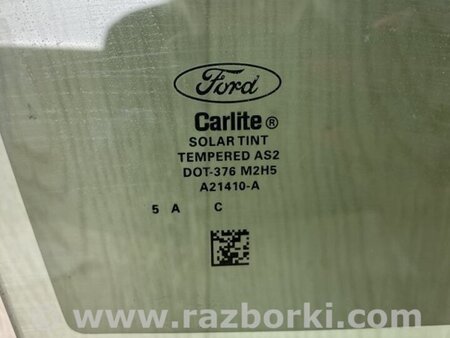 Ford
Carlite ®
SOLAR TINT
TEMPERED AS2
DOT-376 M2H5
A21410-A
5 A C
www.razborki.com